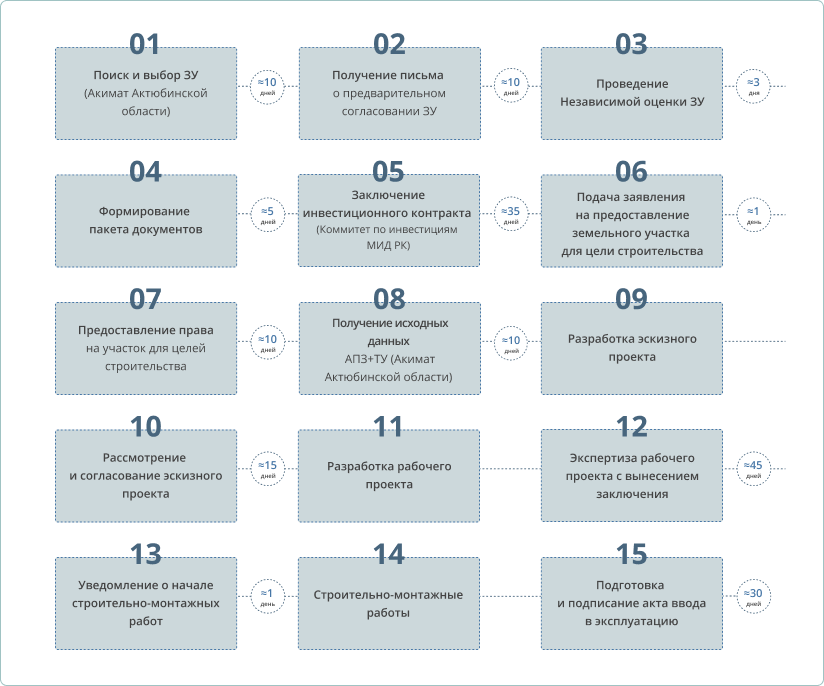 01
Поиск и выбор ЗУ
(Акимат Актюбинской
области)
≈10
дней
02
Получение письма
о предварительном
согласовании ЗУ
≈10
дней
03
Проведение
Независимой оценки ЗУ
≈3
дня
04
Формирование
пакета документов
≈5
дней
05
Заключение
инвестиционного контракта
(Коммитет по инвестициям
МИД РК)
≈35
дней
06
Подача заявления
на предоставление
земельного участка
для цели строительства
≈1
день
07
Предоставление права
на участок для целей
строительства
≈10
дней
08
Получение исходных
данных
АПЗ+ТУ (Акимат
Актюбинской области)
≈10
дней
09
Разработка эскизного
проекта
10
Рассмотрение
и согласование эскизного
проекта
≈15
дней
11
Разработка рабочего
проекта
12
Экспертиза рабочего
проекта с вынесением
заключения
≈45
дней
13
Уведомление о начале
строительно-монтажных
работ
≈1
день
14
Строительно-монтажные
работы
15
Подготовка
и подписание акта ввода
в эксплуатацию
≈30
дней